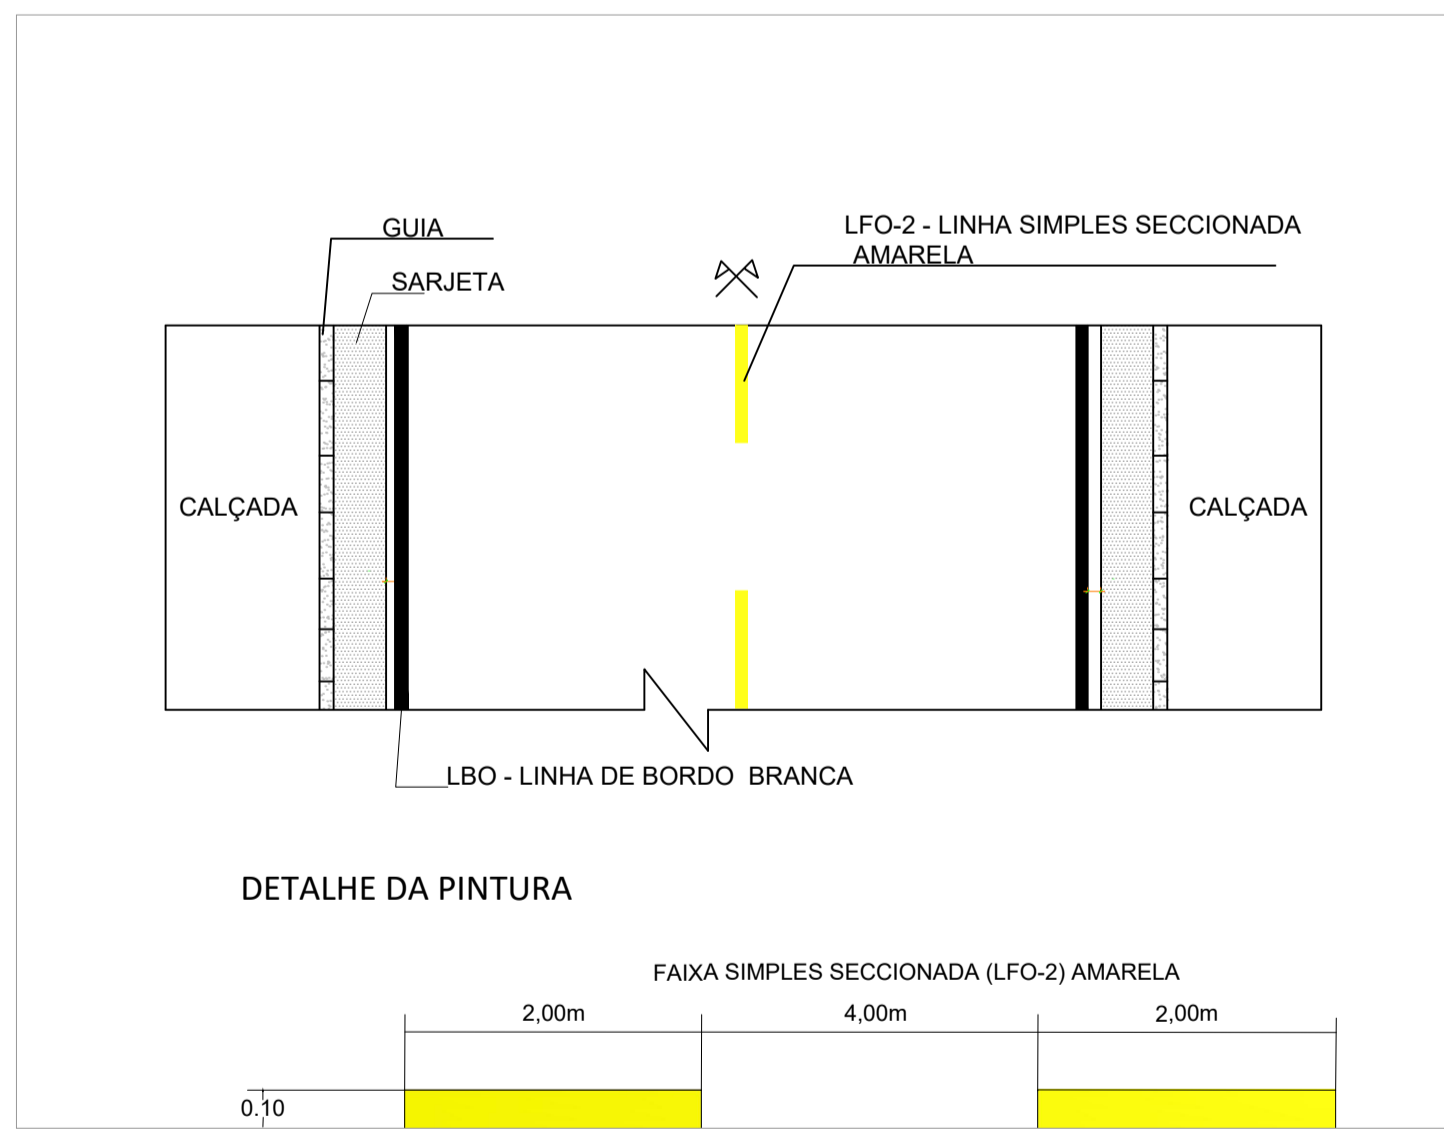 GUIA
LFO-2 - LINHA SIMPLES SECCIONADA
AMARELA
SARJETA
CALÇADA
CALÇADA
LBO - LINHA DE BORDO BRANCA
DETALHE DA PINTURA
FAIXA SIMPLES SECCIONADA (LFO-2) AMARELA
2,00m
4,00m
2,00m
0.10